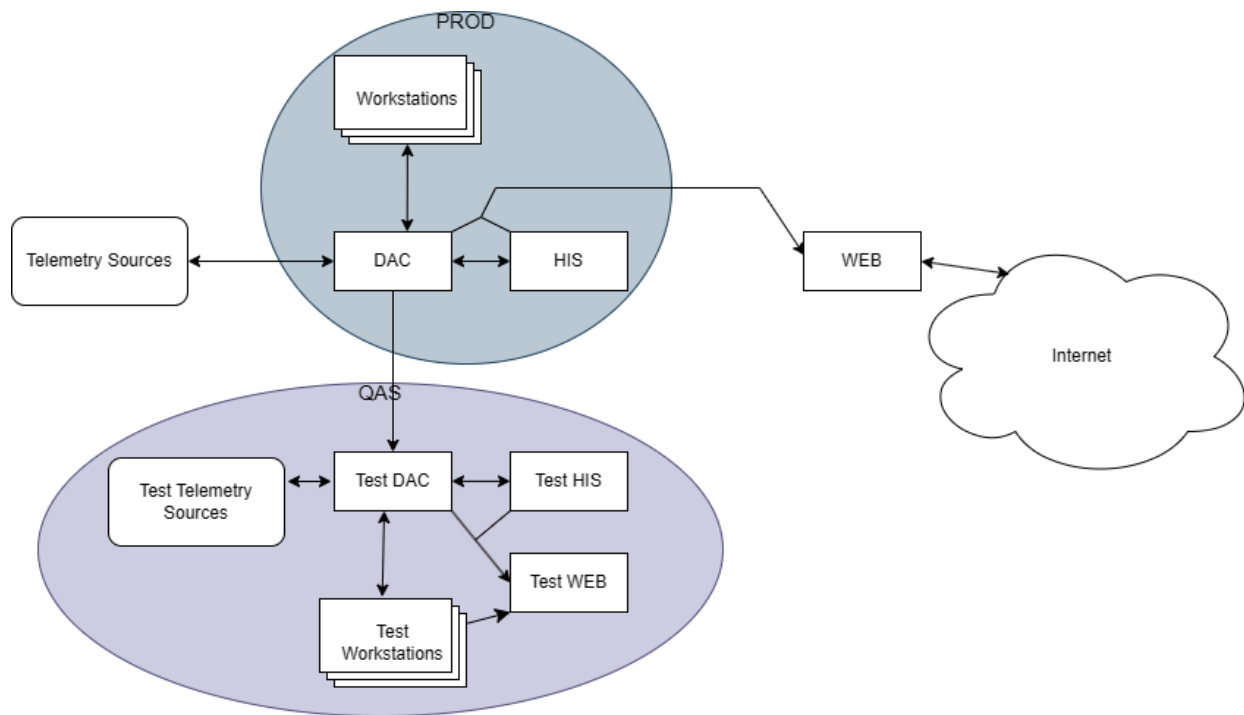 PROD
Workstations
Telemetry Sources
DAC
HIS
WEB
Internet
QAS
Test Telemetry
Sources
Test DAC
Test HIS
Test WEB
Test
Workstations